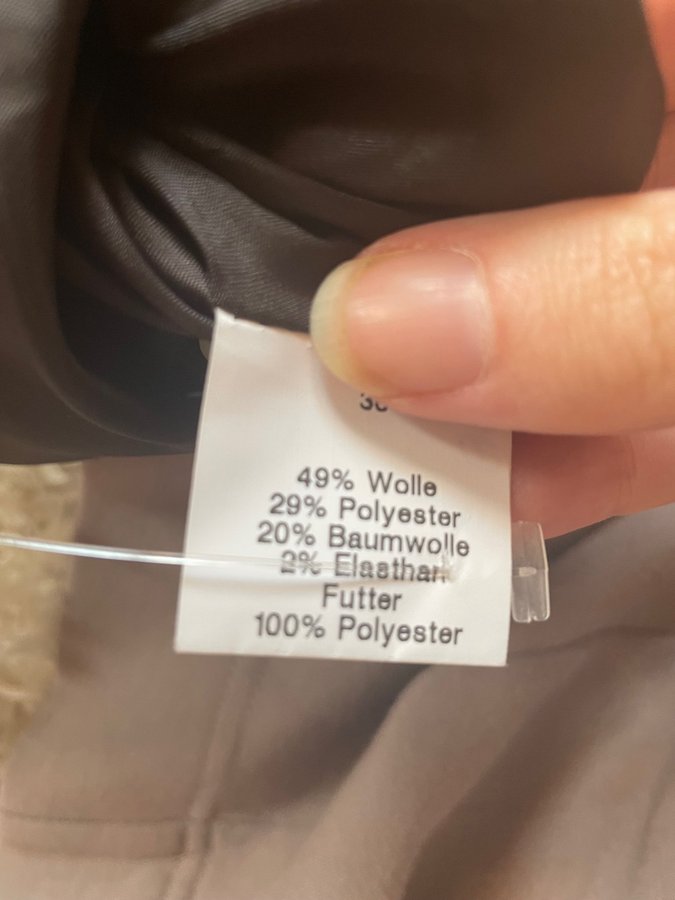 49% Wolle
29% Polyester
20% Baumwolle
2% Elasthan
Futter
100% Polyester